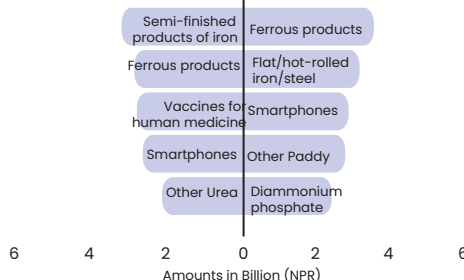 Semi-finished
products of iron
Ferrous products
Ferrous products
Flat/hot-rolled
iron/steel
Vaccines for
human medicine
Smartphones
Smartphones
Other Paddy
Other Urea
Diammonium
phosphate
6 4 2 0 2 4 6
Amounts in Billion (NPR)